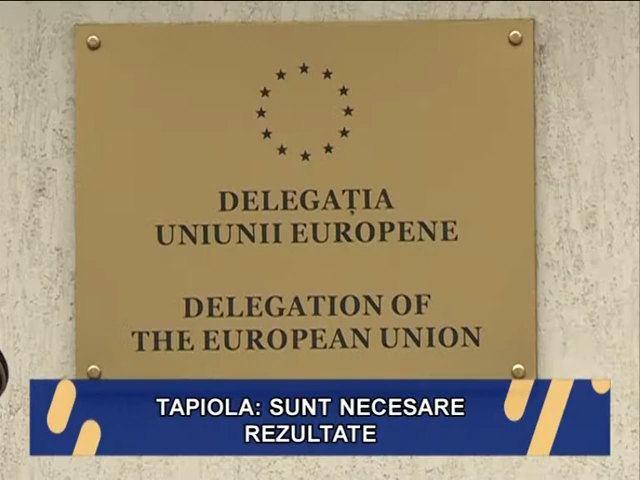 DELEGAȚIA
UNIUNII EUROPENE
DELEGATION OF
THE EUROPEAN UNION
TAPIOLA: SUNT NECESARE
REZULTATE